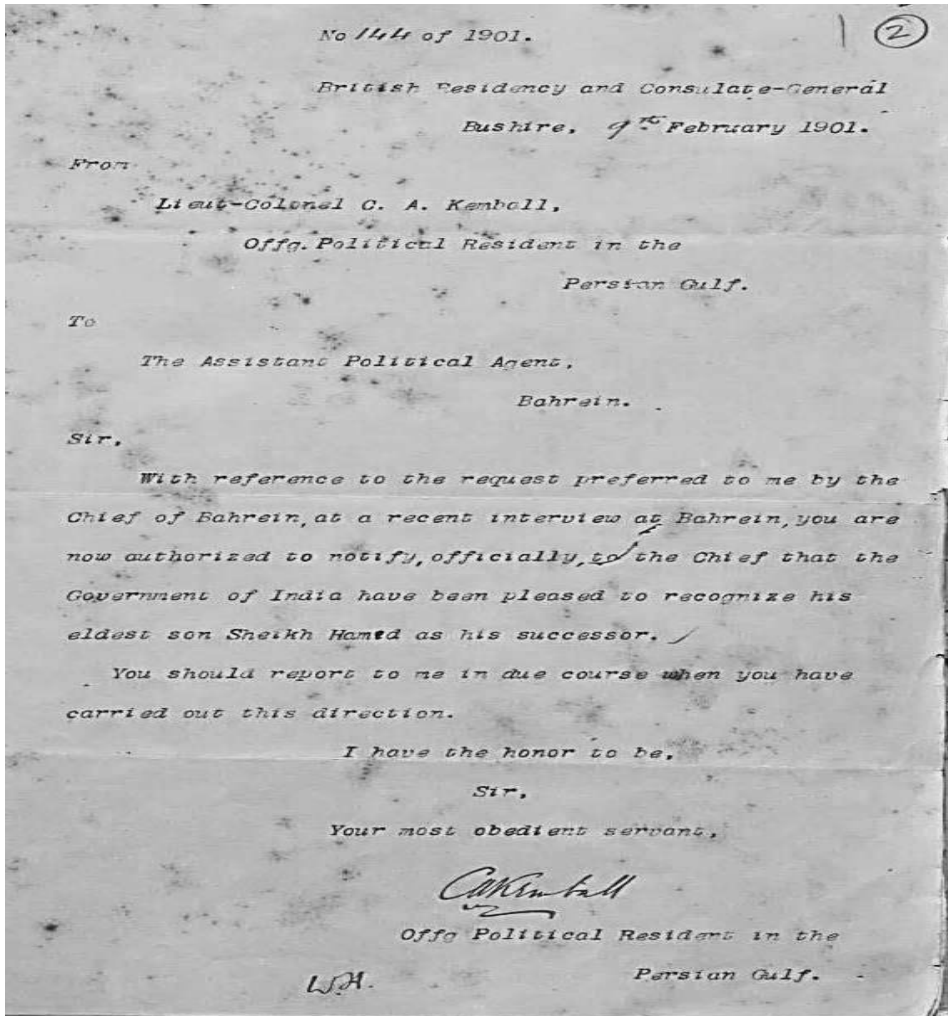 No 144 of 1901.
2
British Residency and Consulate-General
Bushire, 9th February 1901.
From
Lieut-Colonel C. A. Kemball,
Offg. Political Resident in the
Persian Gulf.
To
The Assistant Political Agent,
Bahrein.
Sir,
With reference to the request preferred to me by the
Chief of Bahrein, at a recent interview at Bahrein, you are
now authorized to notify, officially, to the Chief that the
Government of India have been pleased to recognize his
eldest son Sheikh Hamed as his successor.
You should report to me in due course when you have
carried out this direction.
I have the honor to be,
Sir,
Your most obedient servant,
CAKemball
Offg Political Resident in the
Persian Gulf.
W.H.